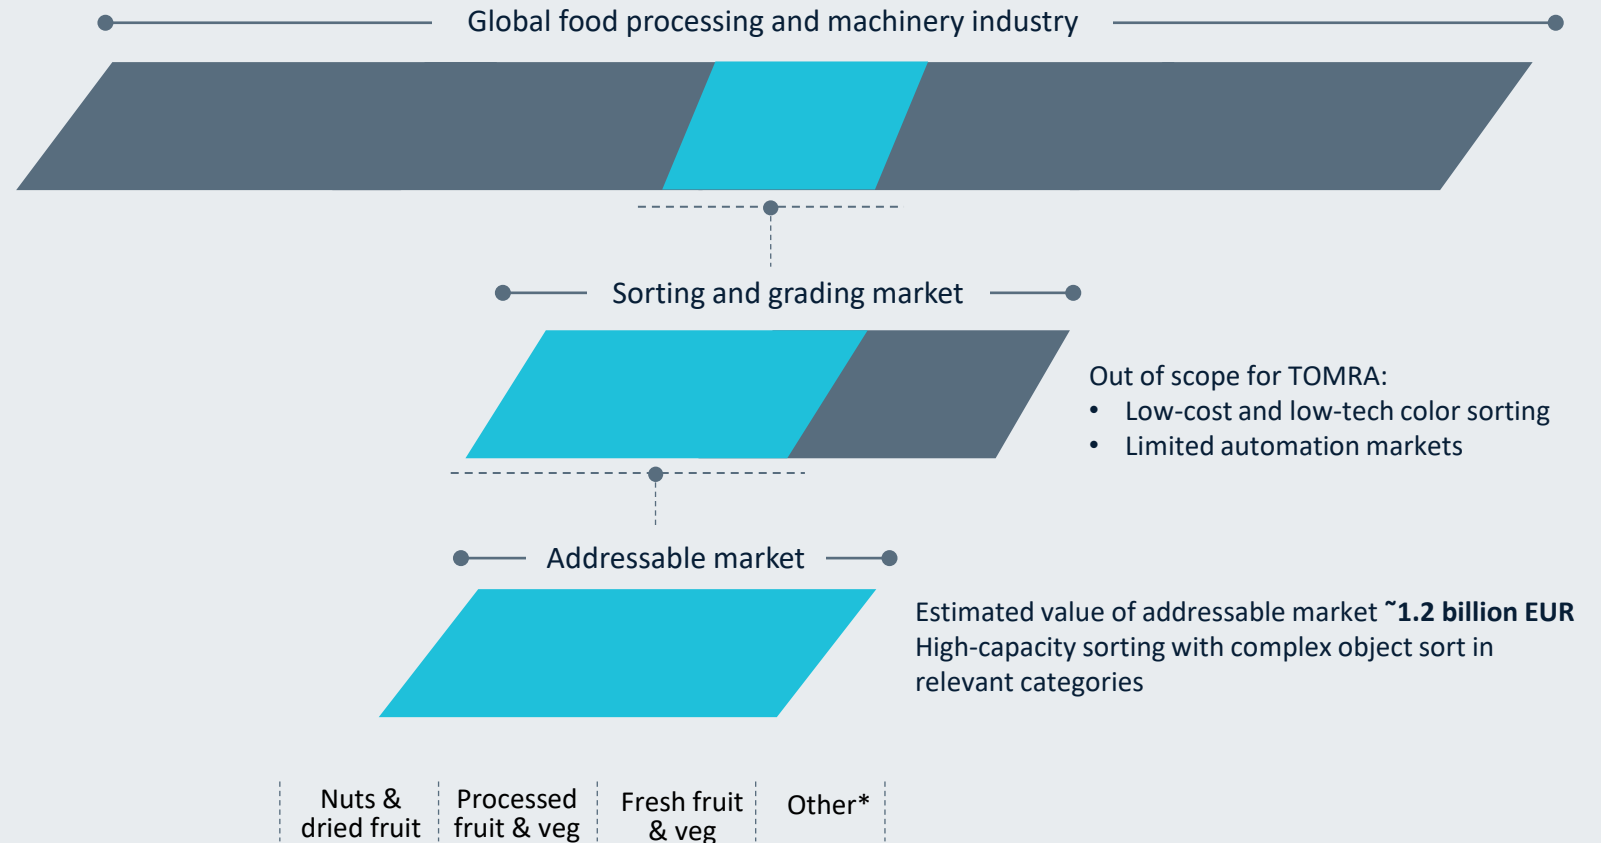 Global food processing and machinery industry
Sorting and grading market
Out of scope for TOMRA:
• Low-cost and low-tech color sorting
• Limited automation markets
Addressable market
Estimated value of addressable market ˜1.2 billion EUR
High-capacity sorting with complex object sort in
relevant categories
Nuts &
dried fruit
Processed
fruit & veg
Fresh fruit
& veg
Other*